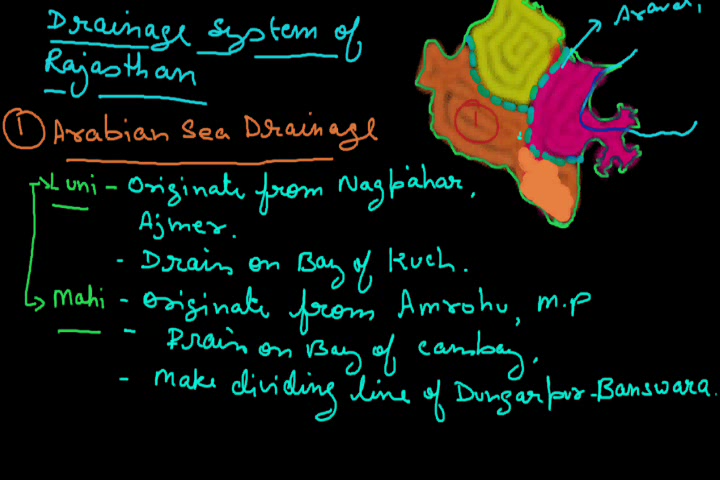 Drainage System of
Rajasthan
① Arabian Sea Drainage
Luni - Originate from Nagpahar,
Ajmer.
- Drain on Bay of Kuch.
Mahi - Originate from Amrohu, M.P
- Drain on Bay of Cambay.
- Make dividing line of Dungarpur-Banswara.
1